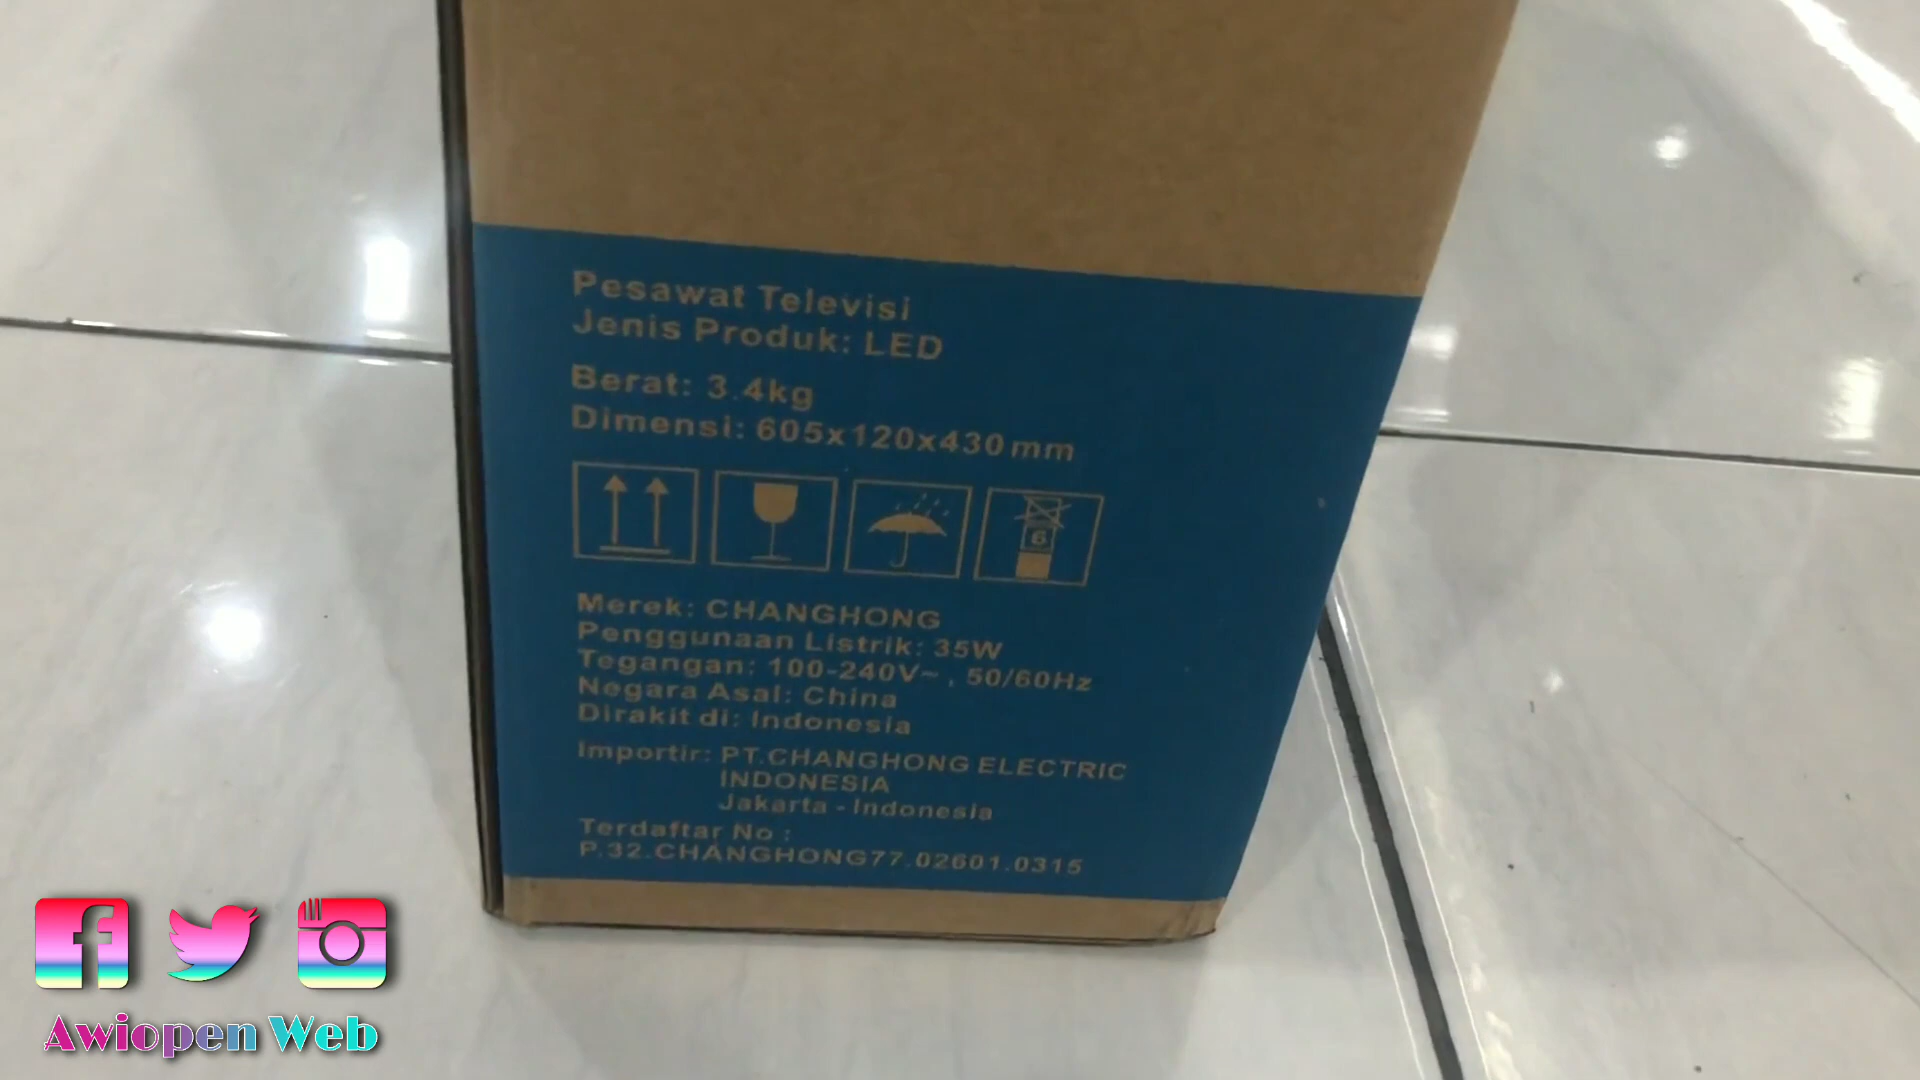 Pesawat Televisi
Jenis Produk: LED
Berat: 3.4kg
Dimensi: 605x120x430mm
6
Merek: CHANGHONG
Penggunaan Listrik: 35W
Tegangan: 100-240V~ , 50/60Hz
Negara Asal: China
Dirakit di: Indonesia
Importir: PT.CHANGHONG ELECTRIC
INDONESIA
Jakarta - Indonesia
Terdaftar No :
P.32.CHANGHONG77.02601.0315
Awiopen Web